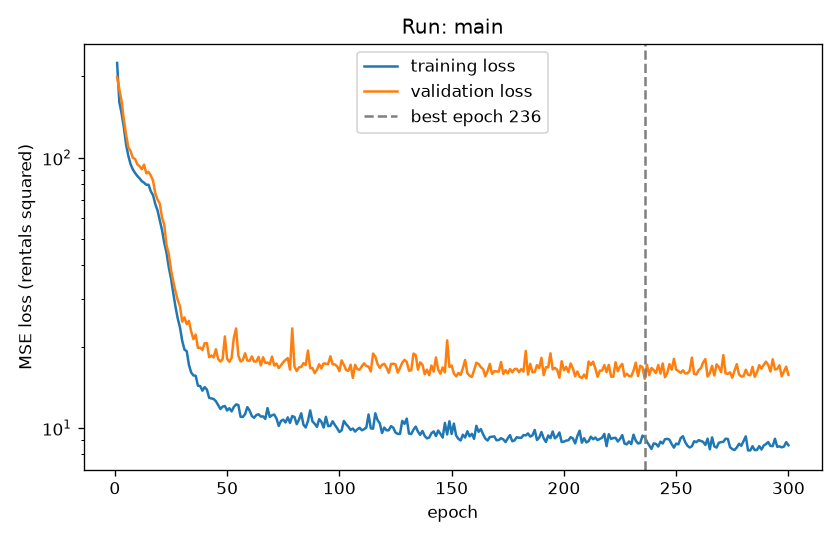 Run: main
training loss
validation loss
best epoch 236
MSE loss (rentals squared)
10²
10¹
0 50 100 150 200 250 300
epoch